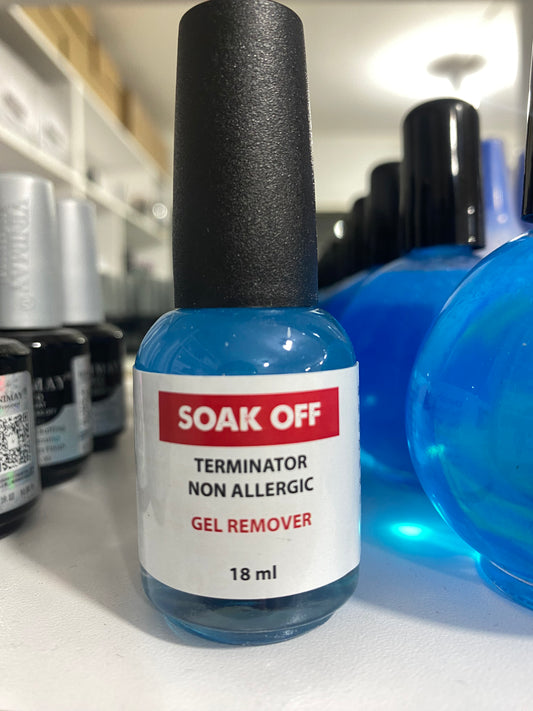 SOAK OFF
TERMINATOR
NON ALLERGIC
GEL REMOVER
18 ml